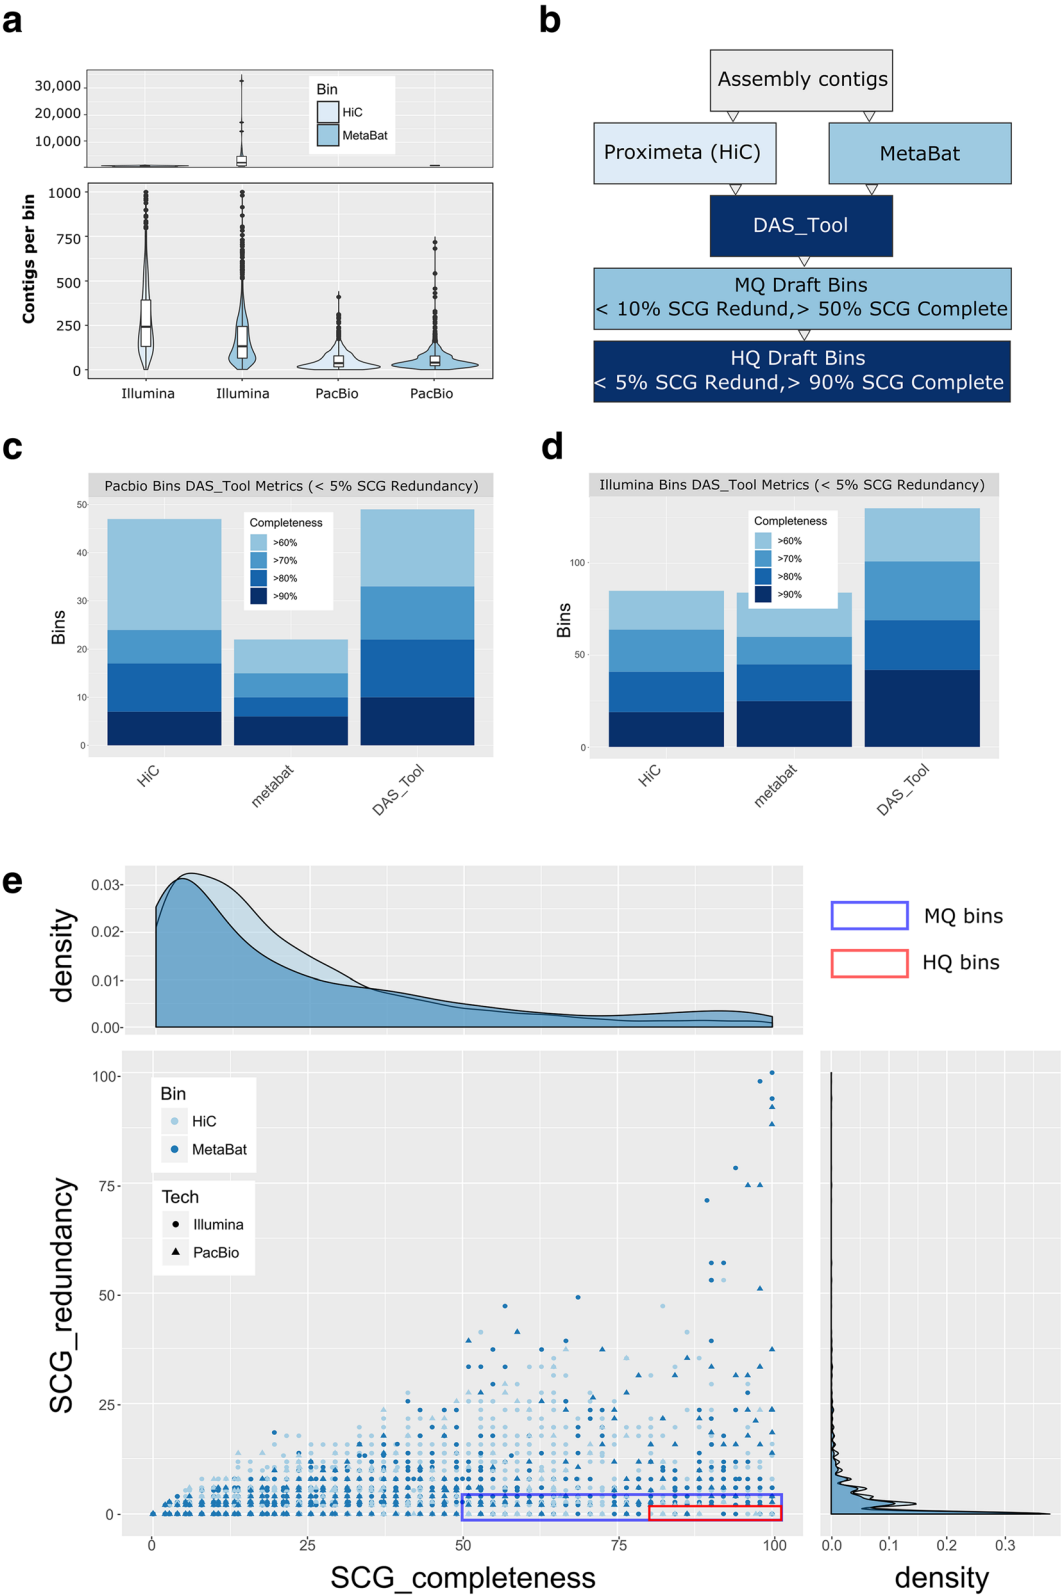 a
30,000
20,000
10,000
Bin
HiC
MetaBat
Contigs per bin
1000
750
500
250
0
Illumina
Illumina
PacBio
PacBio
b
Assembly contigs
Proximeta (HiC)
MetaBat
DAS_Tool
MQ Draft Bins
< 10% SCG Redund,> 50% SCG Complete
HQ Draft Bins
< 5% SCG Redund,> 90% SCG Complete
c
Pacbio Bins DAS_Tool Metrics (< 5% SCG Redundancy)
Bins
50
40
30
20
10
0
Completeness
>60%
>70%
>80%
>90%
HiC
metabat
DAS_Tool
d
Illumina Bins DAS_Tool Metrics (< 5% SCG Redundancy)
Bins
100
50
0
Completeness
>60%
>70%
>80%
>90%
HiC
metabat
DAS_Tool
e
density
0.03
0.02
0.01
0.00
MQ bins
HQ bins
SCG_redundancy
100
75
50
25
0
Bin
HiC
MetaBat
Tech
Illumina
PacBio
0
25
50
75
100
SCG_completeness
0.0
0.1
0.2
0.3
density